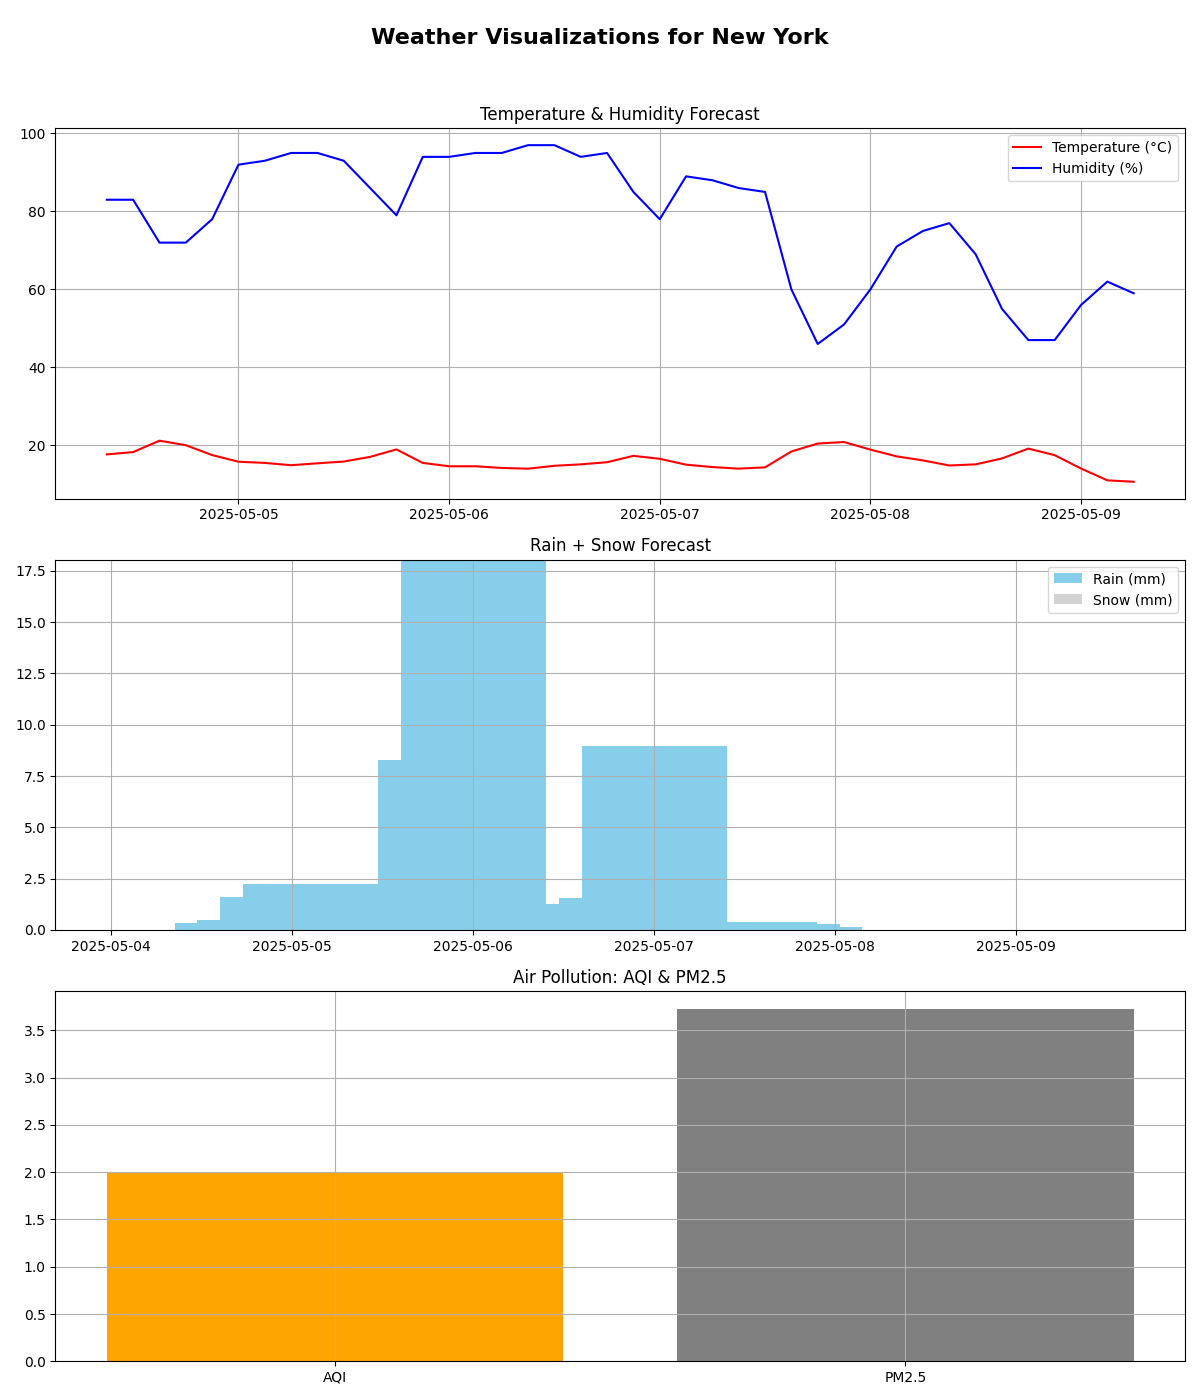 Weather Visualizations for New York
Temperature & Humidity Forecast
100
80
60
40
20
Temperature (°C)
Humidity (%)
2025-05-05 2025-05-06 2025-05-07 2025-05-08 2025-05-09
Rain + Snow Forecast
17.5
15.0
12.5
10.0
7.5
5.0
2.5
0.0
Rain (mm)
Snow (mm)
2025-05-04 2025-05-05 2025-05-06 2025-05-07 2025-05-08 2025-05-09
Air Pollution: AQI & PM2.5
3.5
3.0
2.5
2.0
1.5
1.0
0.5
0.0
AQI PM2.5